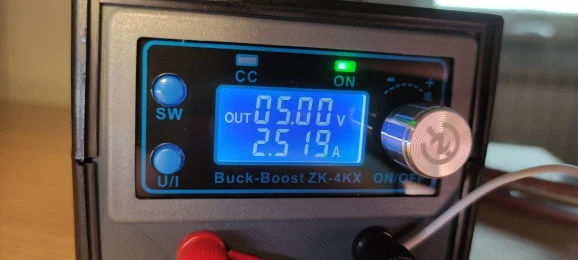 CC
ON
- +
SW
OUT 05.00 V
2.519 A
U/I
Buck-Boost ZK-4KX ON/OFF